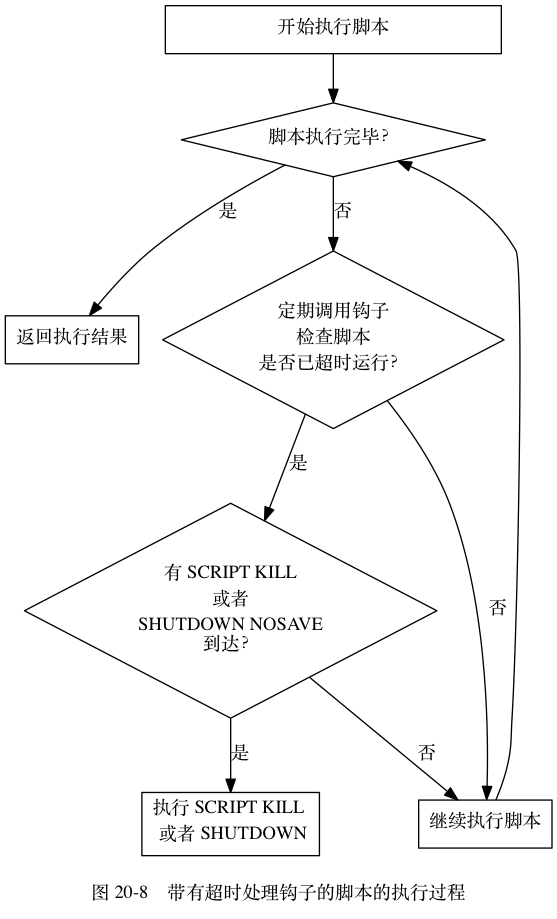 开始执行脚本
脚本执行完毕?
是
否
返回执行结果
定期调用钩子
检查脚本
是否已超时运行?
是
否
有 SCRIPT KILL
或者
SHUTDOWN NOSAVE
到达?
是
否
执行 SCRIPT KILL
或者 SHUTDOWN
继续执行脚本
图 20-8 带有超时处理钩子的脚本的执行过程